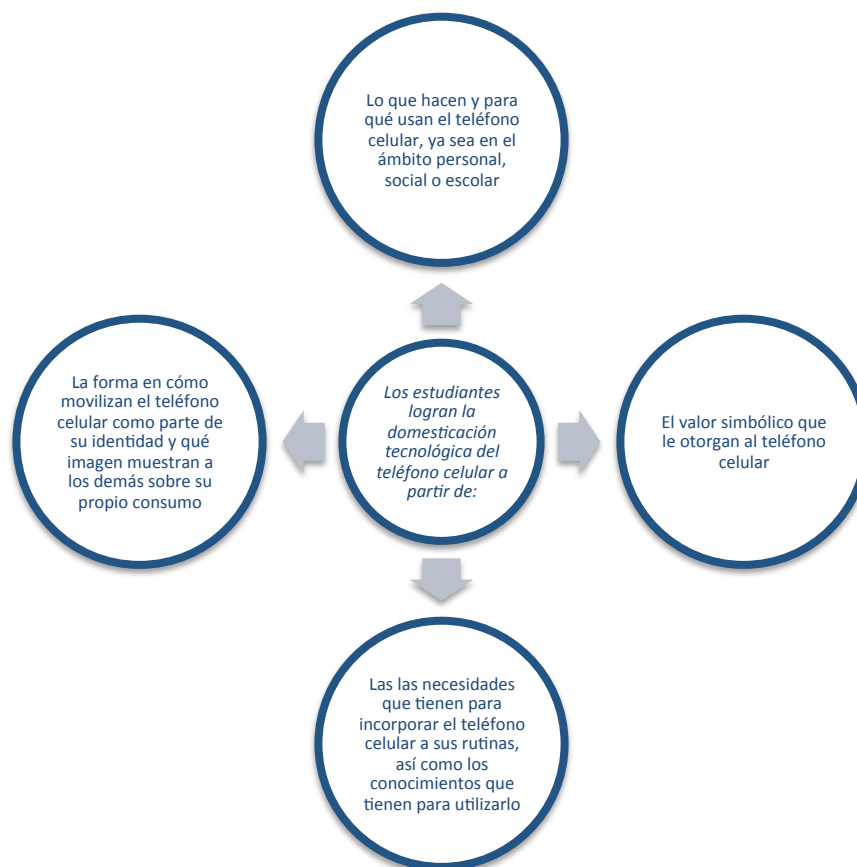 Lo que hacen y para
qué usan el teléfono
celular, ya sea en el
ámbito personal,
social o escolar
La forma en cómo
movilizan el teléfono
celular como parte de
su identidad y qué
imagen muestran a
los demás sobre su
propio consumo
Los estudiantes
logran la
domesticación
tecnológica del
teléfono celular a
partir de:
El valor simbólico que
le otorgan al teléfono
celular
Las las necesidades
que tienen para
incorporar el teléfono
celular a sus rutinas,
así como los
conocimientos que
tienen para utilizarlo